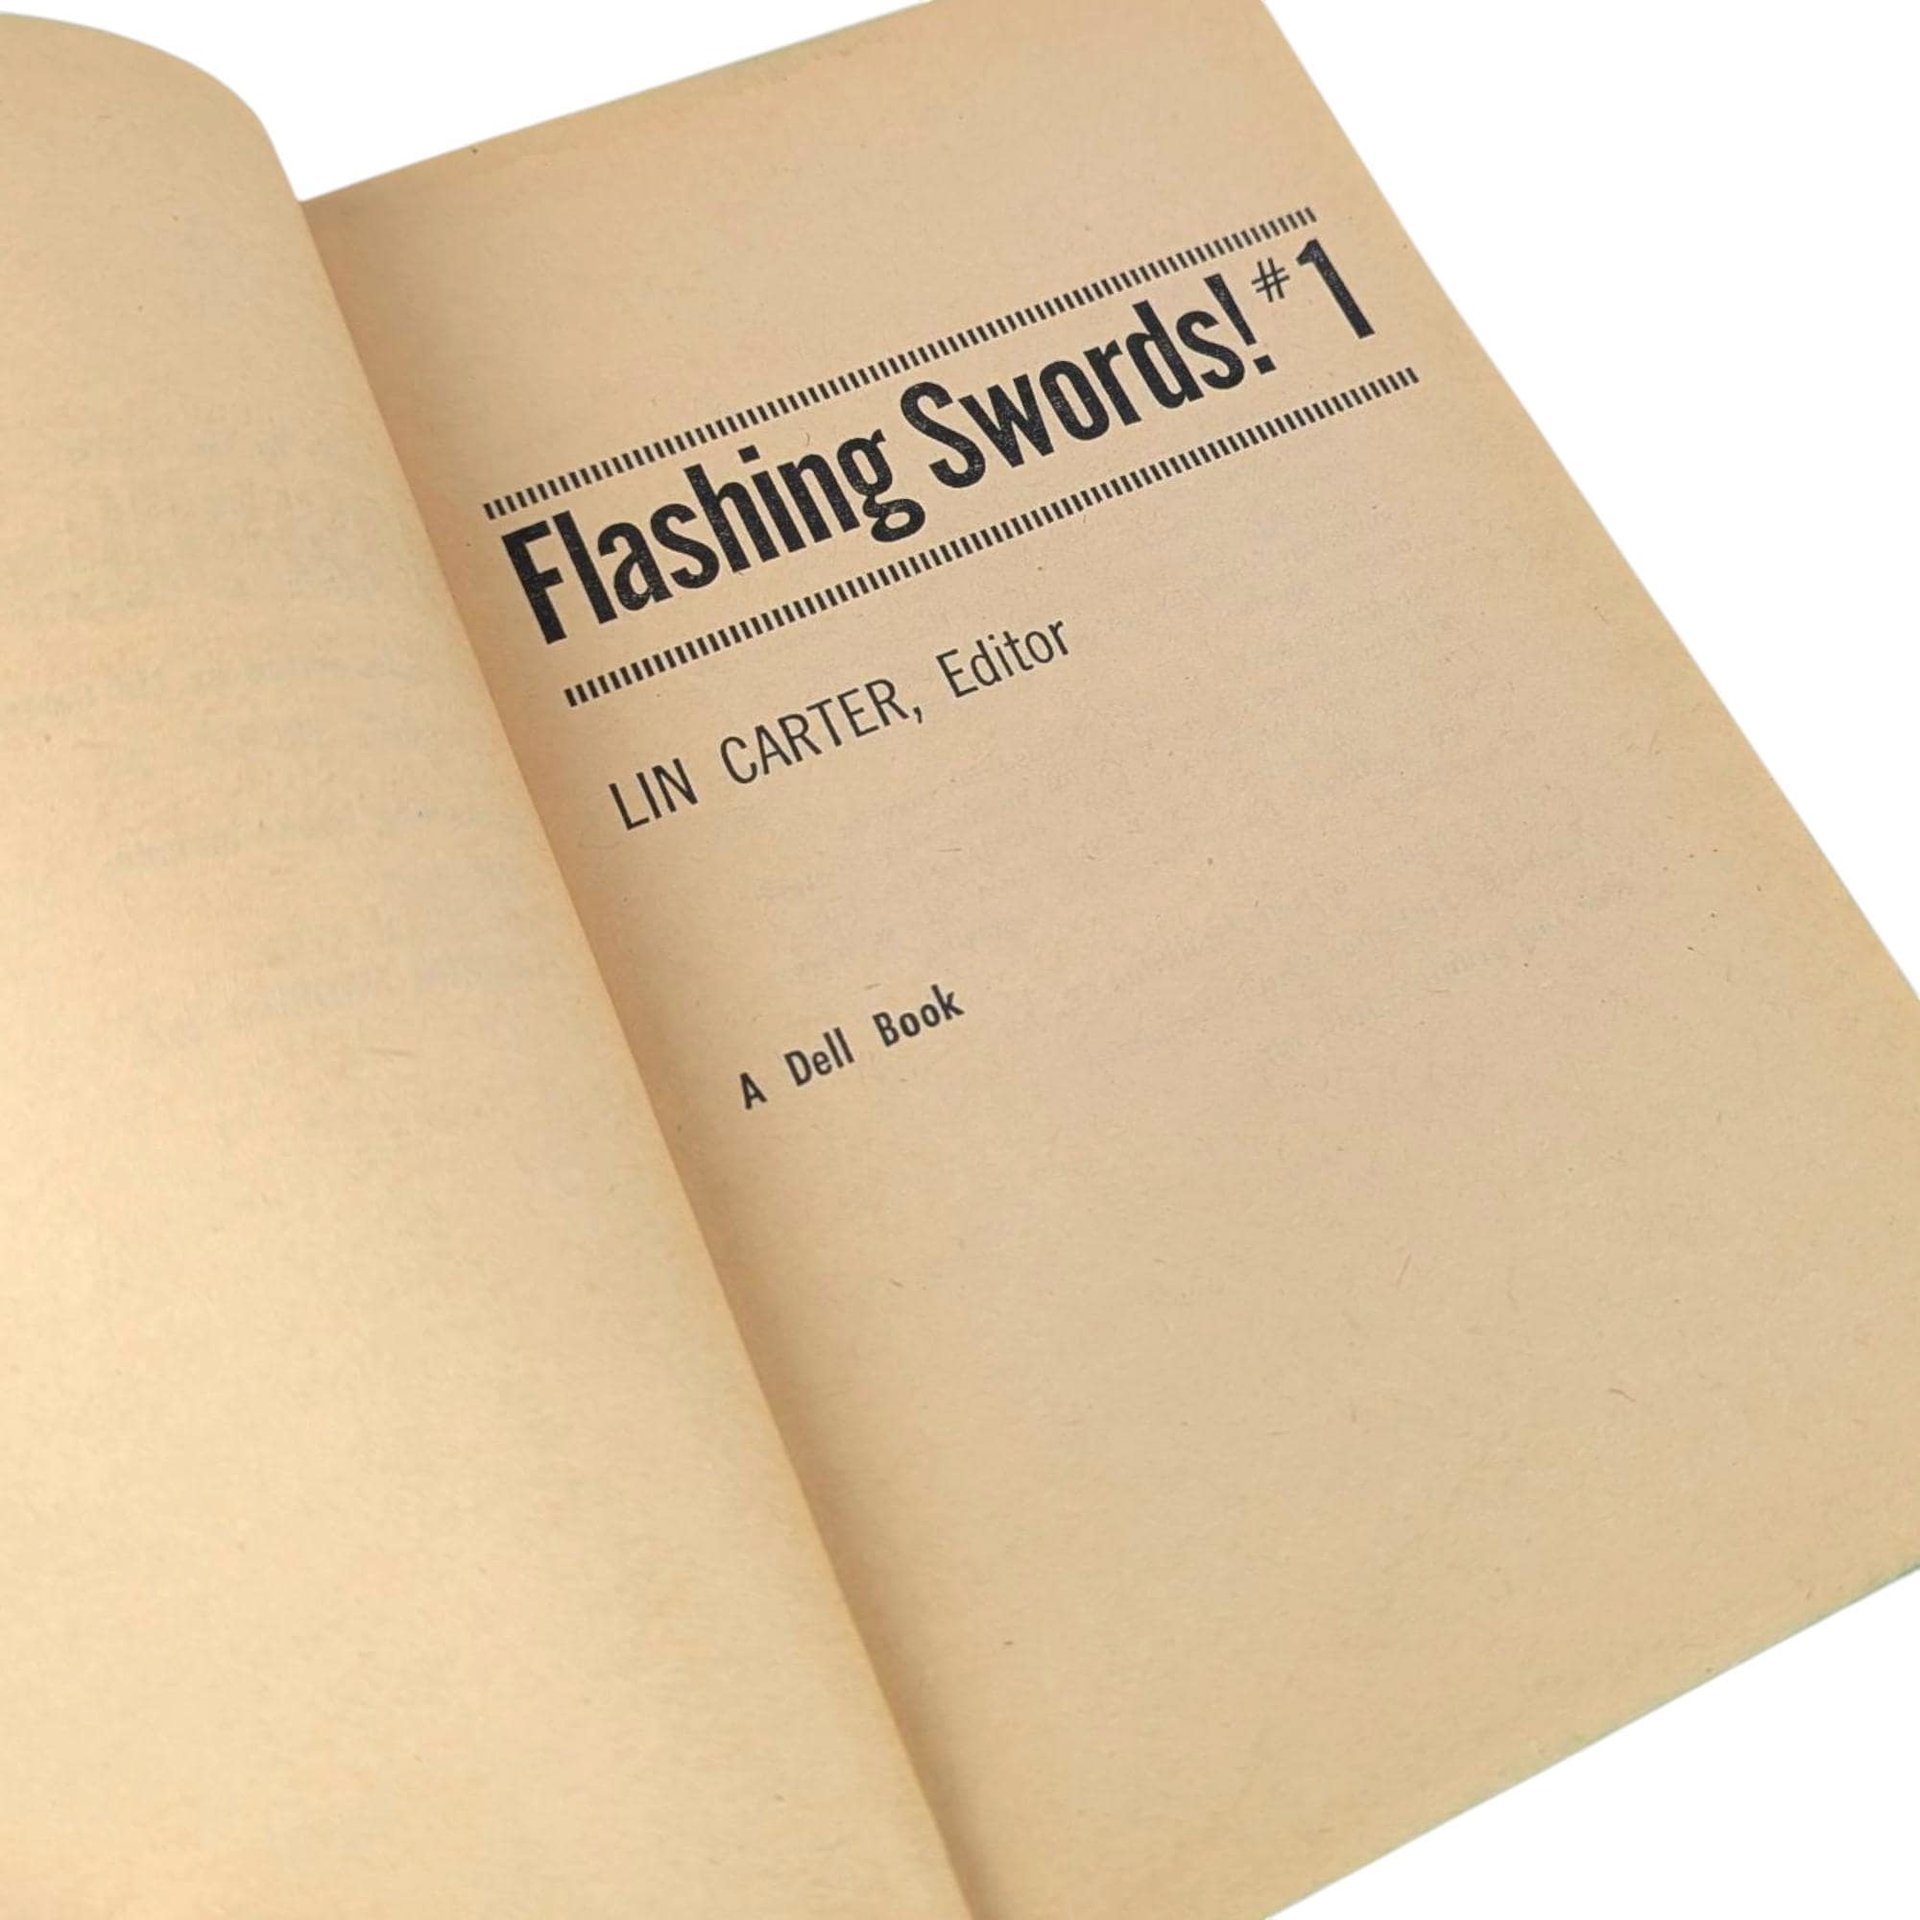 Flashing Swords! #1
LIN CARTER, Editor
A Dell Book